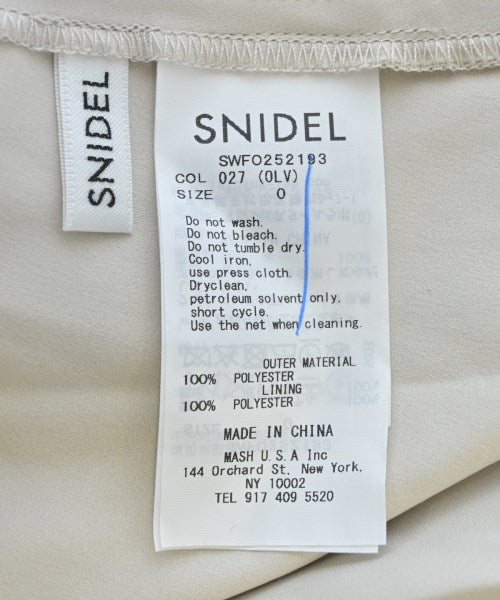 SNIDEL
SNIDEL
SWFO252193
COL 027 (OLV)
SIZE 0
Do not wash.
Do not bleach.
Do not tumble dry.
Cool iron.
use press cloth.
Dryclean,
petroleum solvent only,
short cycle.
Use the net when cleaning.
OUTER MATERIAL
100% POLYESTER
LINING
100% POLYESTER
MADE IN CHINA
MASH U.S.A Inc
144 Orchard St, New York.
NY 10002
TEL 917 409 5520